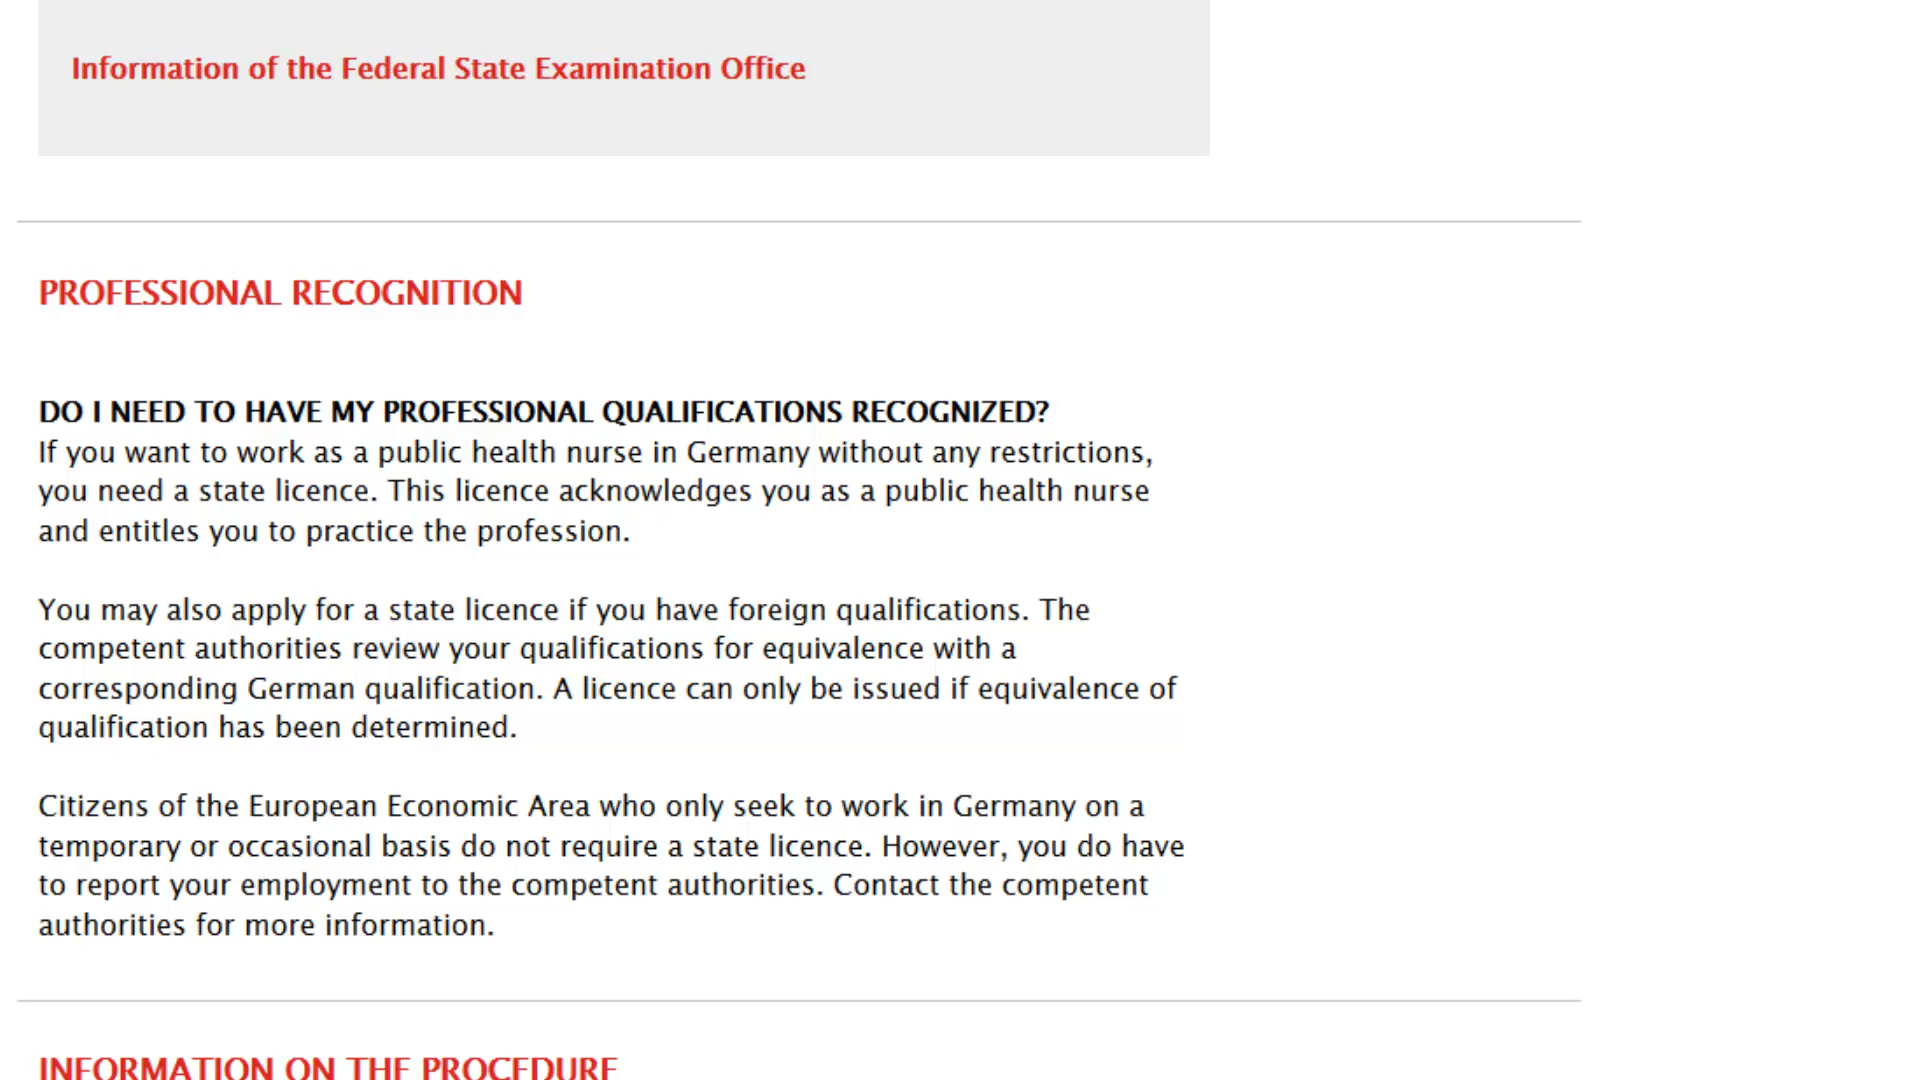 Information of the Federal State Examination Office
PROFESSIONAL RECOGNITION
DO I NEED TO HAVE MY PROFESSIONAL QUALIFICATIONS RECOGNIZED?
If you want to work as a public health nurse in Germany without any restrictions,
you need a state licence. This licence acknowledges you as a public health nurse
and entitles you to practice the profession.
You may also apply for a state licence if you have foreign qualifications. The
competent authorities review your qualifications for equivalence with a
corresponding German qualification. A licence can only be issued if equivalence of
qualification has been determined.
Citizens of the European Economic Area who only seek to work in Germany on a
temporary or occasional basis do not require a state licence. However, you do have
to report your employment to the competent authorities. Contact the competent
authorities for more information.
INFORMATION ON THE PROCEDURE